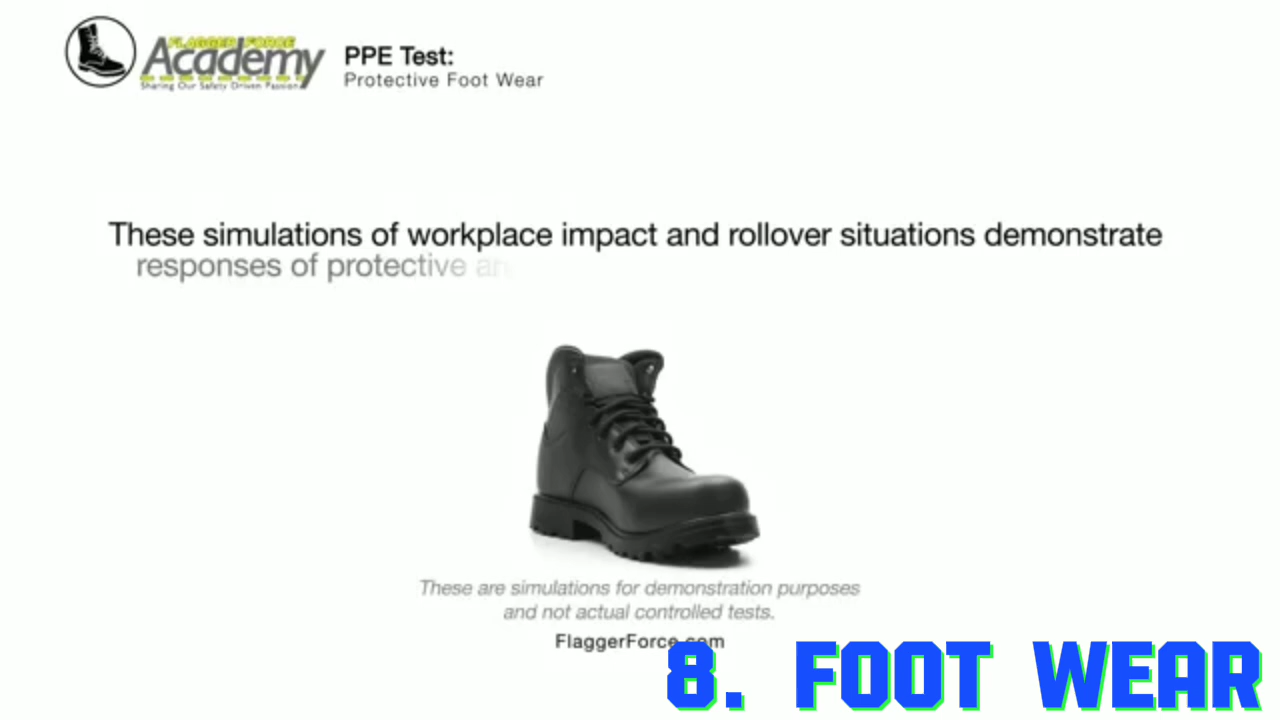 FLAGGER FORCE
Academy
Sharing Our Safety Driven Passion
PPE Test:
Protective Foot Wear
These simulations of workplace impact and rollover situations demonstrate
responses of protective
These are simulations for demonstration purposes
and not actual controlled tests.
FlaggerForce.com
8. FOOT WEAR